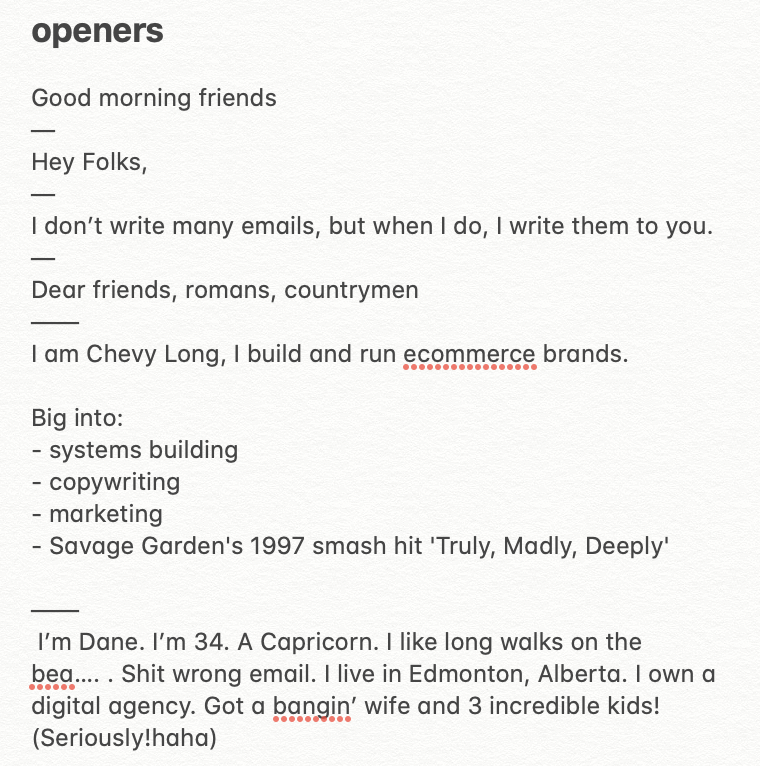 openers
Good morning friends
—
Hey Folks,
—
I don’t write many emails, but when I do, I write them to you.
—
Dear friends, romans, countrymen
——
I am Chevy Long, I build and run ecommerce brands.
Big into:
- systems building
- copywriting
- marketing
- Savage Garden's 1997 smash hit 'Truly, Madly, Deeply'
——
I’m Dane. I’m 34. A Capricorn. I like long walks on the
bea.... . Shit wrong email. I live in Edmonton, Alberta. I own a
digital agency. Got a bangin’ wife and 3 incredible kids!
(Seriously!haha)